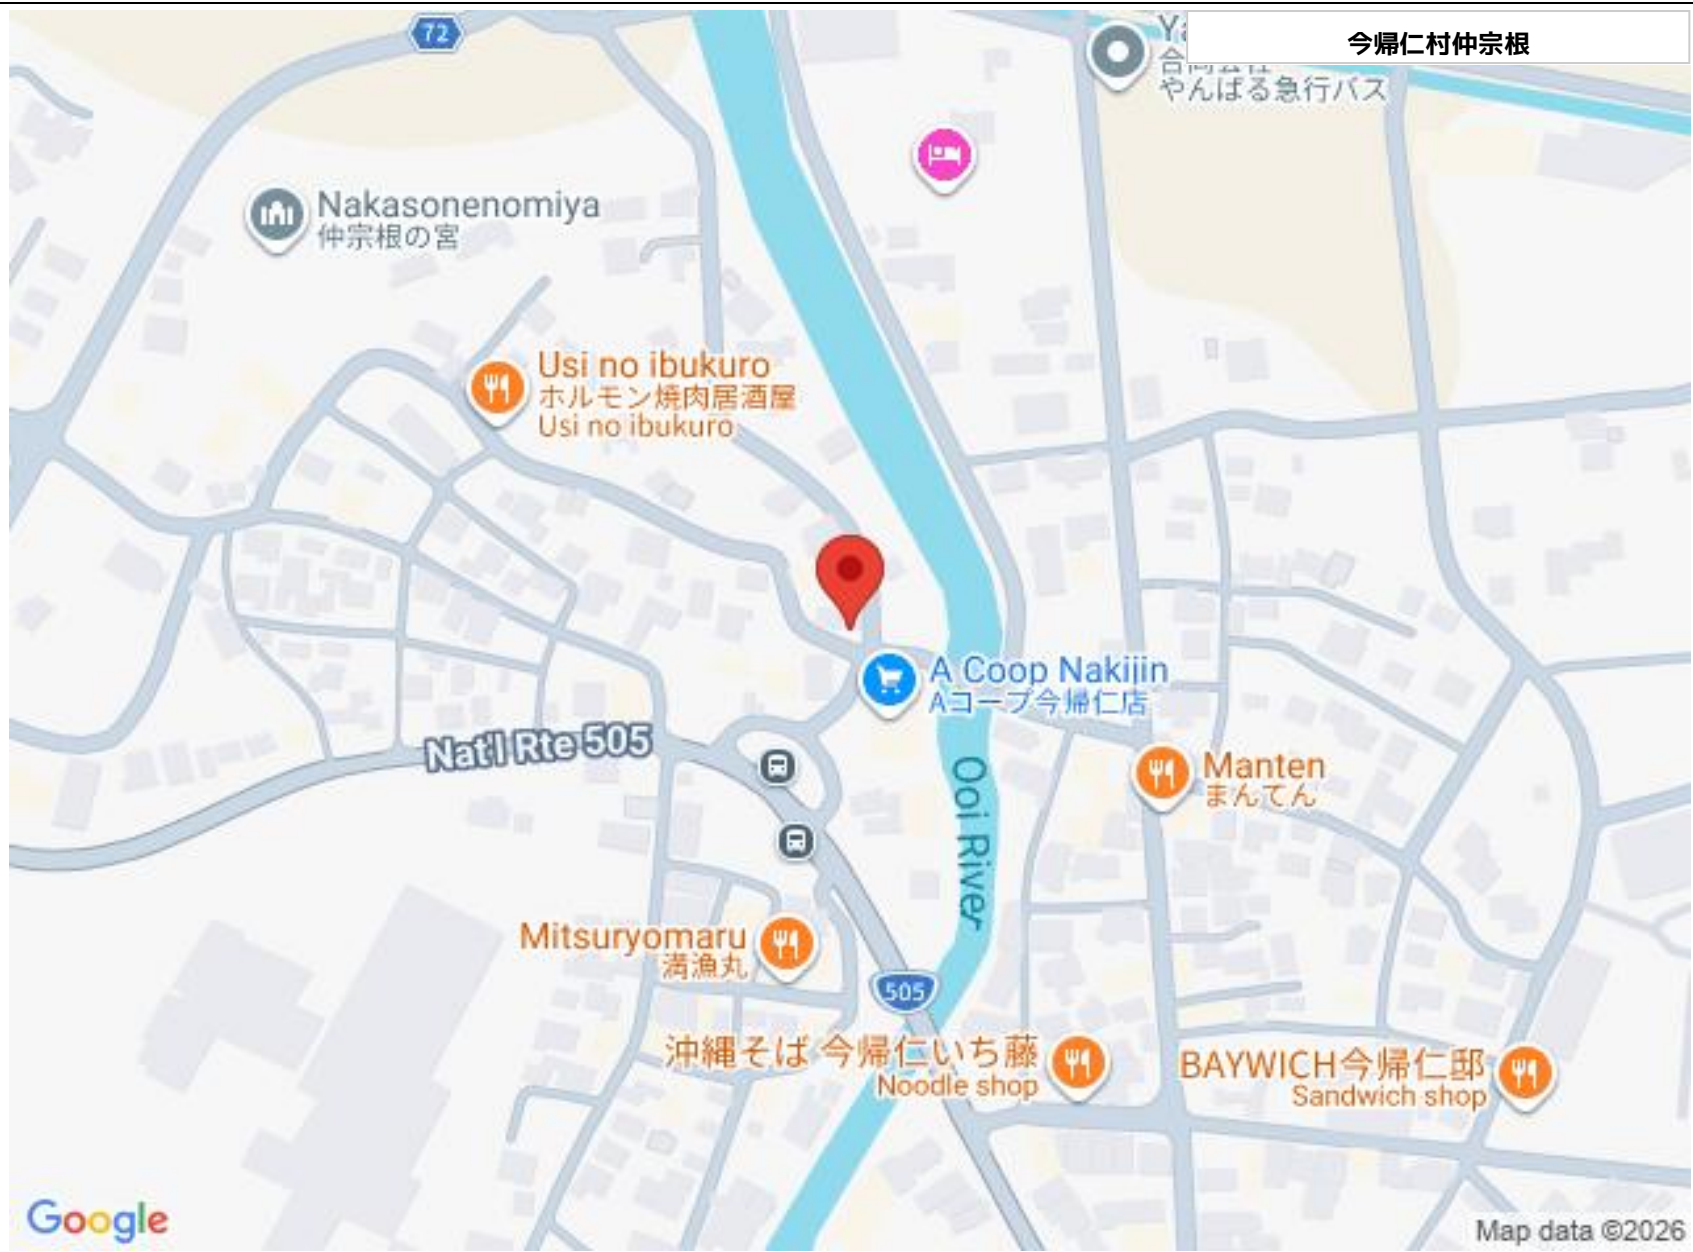 72
今帰仁村仲宗根
やんばる急行バス
Nakasonenomiya
仲宗根の宮
Usi no ibukuro
ホルモン焼肉居酒屋
Usi no ibukuro
A Coop Nakijin
Aコープ今帰仁店
Nat'l Rte 505
Manten
まんてん
Ooi River
Mitsuryomaru
満漁丸
505
沖縄そば 今帰仁いち藤
Noodle shop
BAYWICH今帰仁邸
Sandwich shop
Google
Map data ©2026